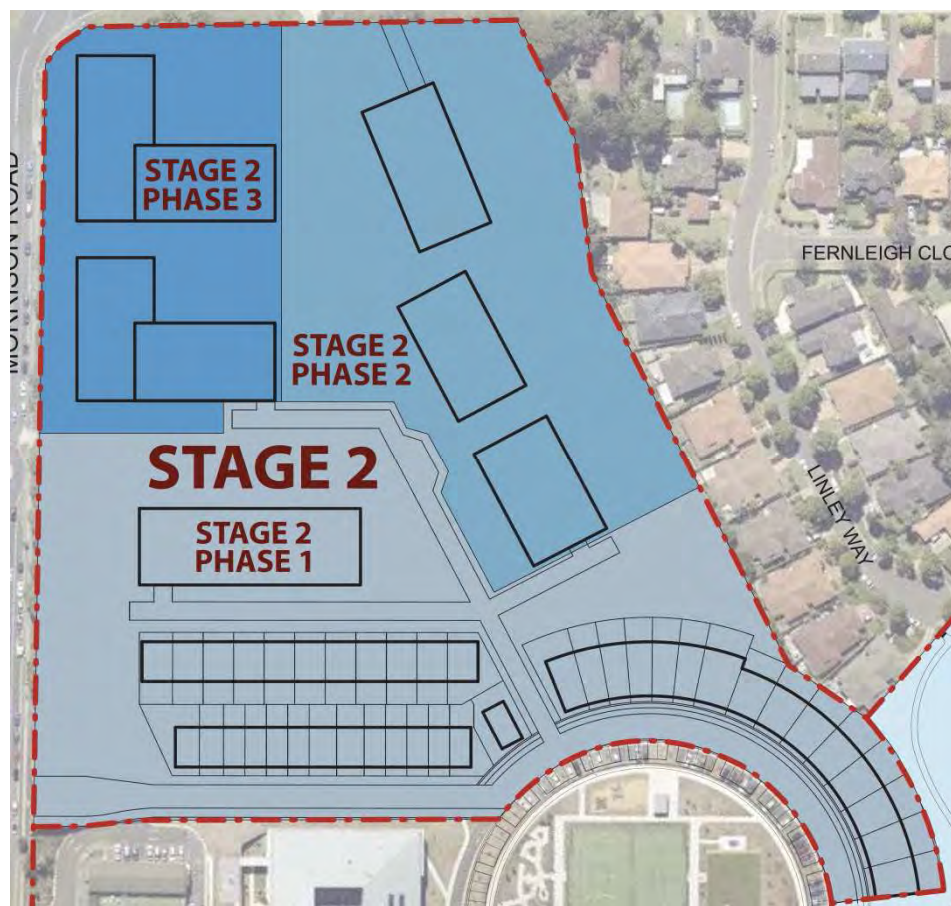 STAGE 2
PHASE 3
MORRISON ROAD
FERNLEIGH CLO
STAGE 2
PHASE 2
STAGE 2
STAGE 2
PHASE 1
LINLEY WAY